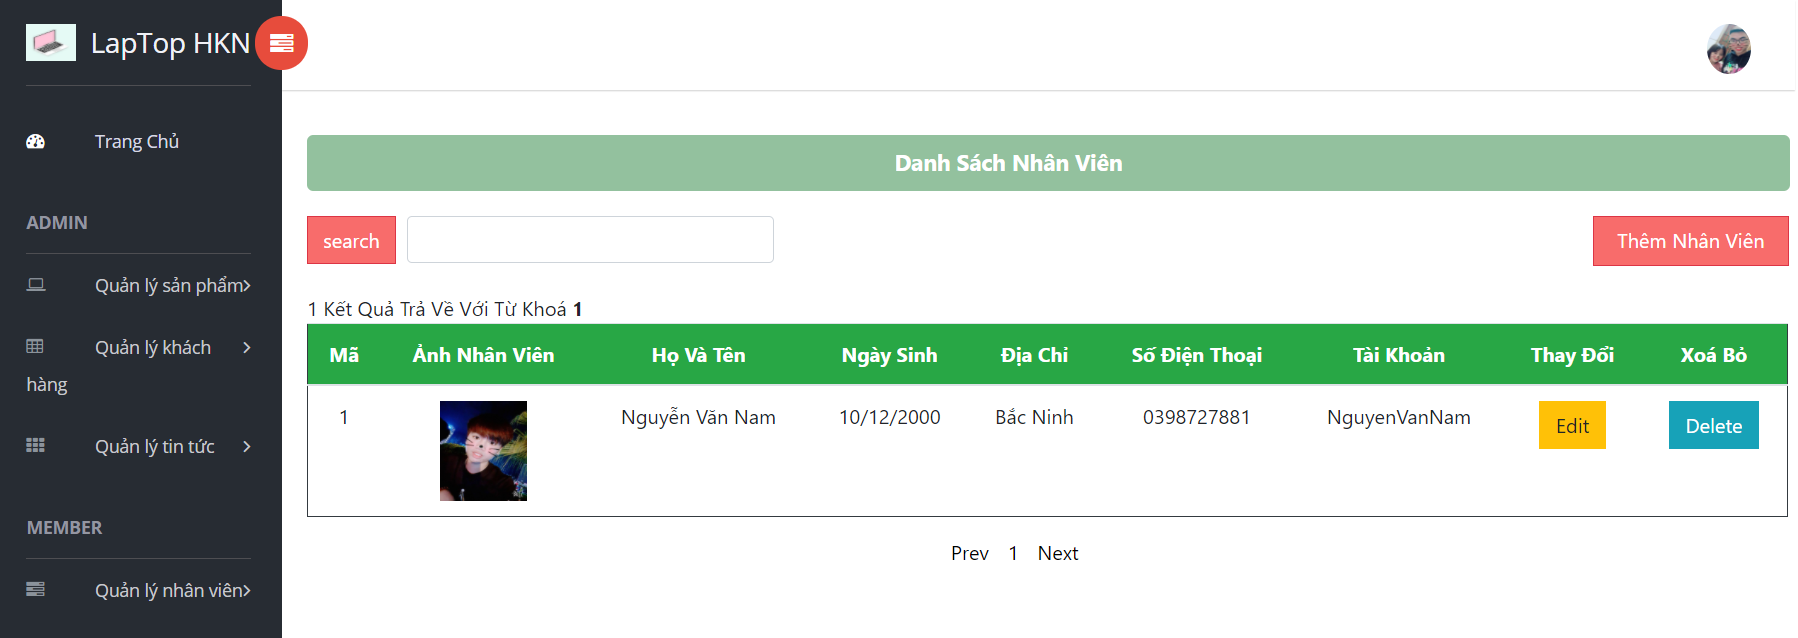 LapTop HKN
Trang Chủ
ADMIN
Quản lý sản phẩm
Quản lý khách
hàng
Quản lý tin tức
MEMBER
Quản lý nhân viên
Danh Sách Nhân Viên
search
Thêm Nhân Viên
1 Kết Quả Trả Về Với Từ Khoá 1
Mã Ảnh Nhân Viên Họ Và Tên Ngày Sinh Địa Chỉ Số Điện Thoại Tài Khoản Thay Đổi Xoá Bỏ
1 Nguyễn Văn Nam 10/12/2000 Bắc Ninh 0398727881 NguyenVanNam Edit Delete
Prev 1 Next